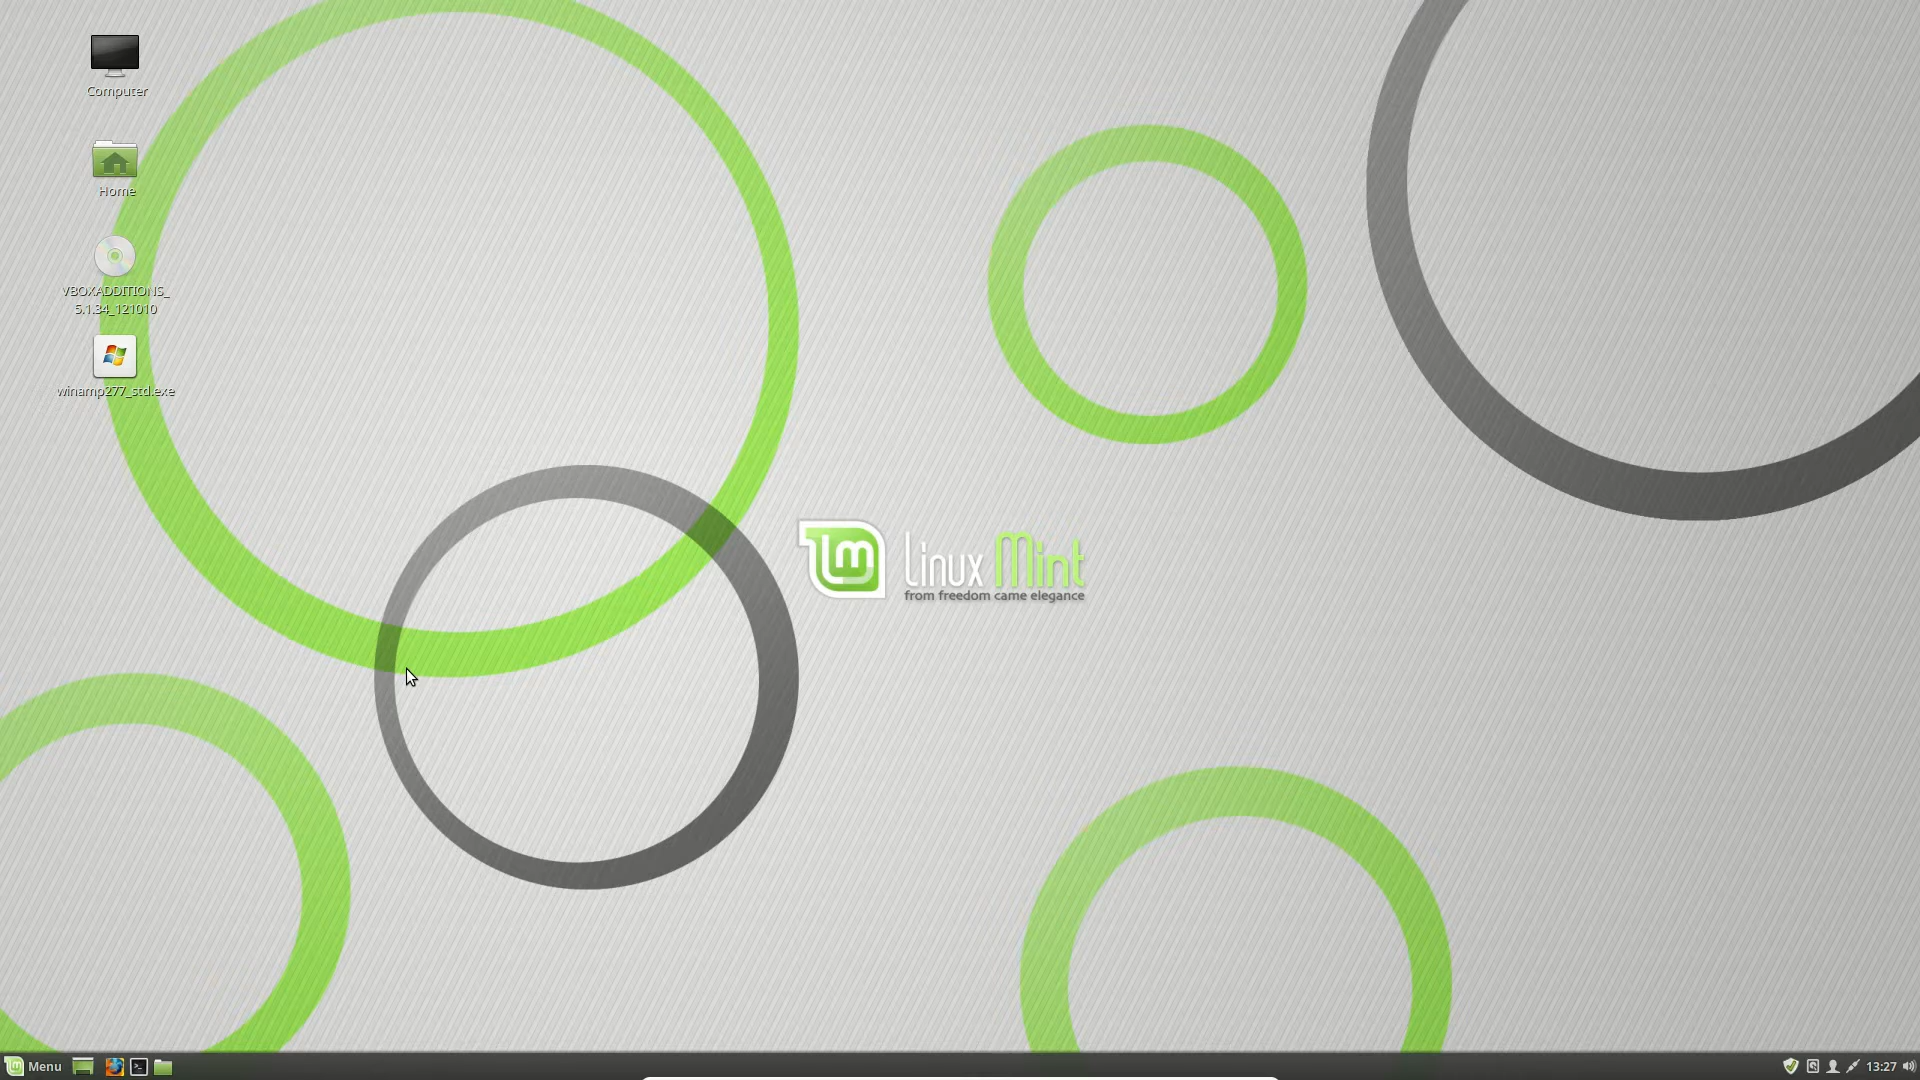 Computer
Home
VBOXADDITIONS_
5.1.34_121010
winamp277_std.exe
Linux Mint
from freedom came elegance
Menu
13:27